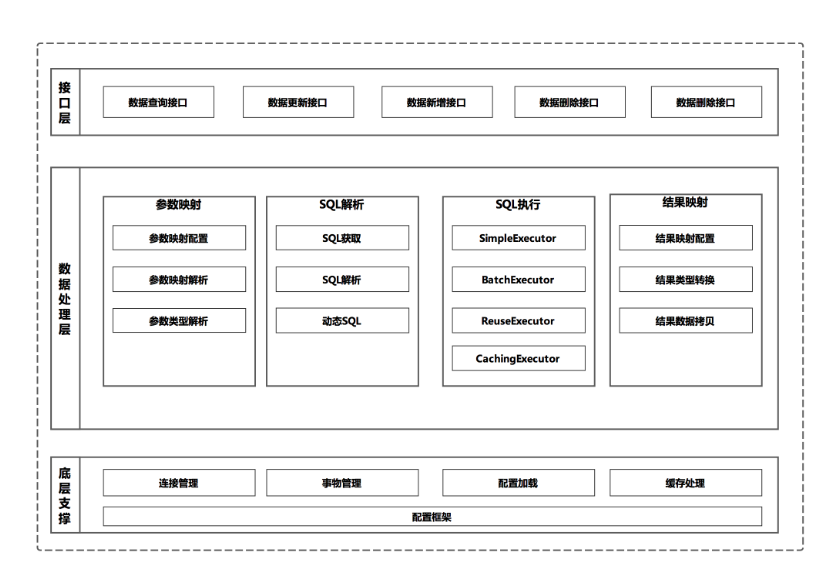 接口层
数据查询接口
数据更新接口
数据新增接口
数据删除接口
数据删除接口
数据处理层
参数映射
参数映射配置
参数映射解析
参数类型解析
SQL解析
SQL获取
SQL解析
动态SQL
SQL执行
SimpleExecutor
BatchExecutor
ReuseExecutor
CachingExecutor
结果映射
结果映射配置
结果类型转换
结果数据拷贝
底层支撑
连接管理
事物管理
配置加载
缓存处理
配置框架